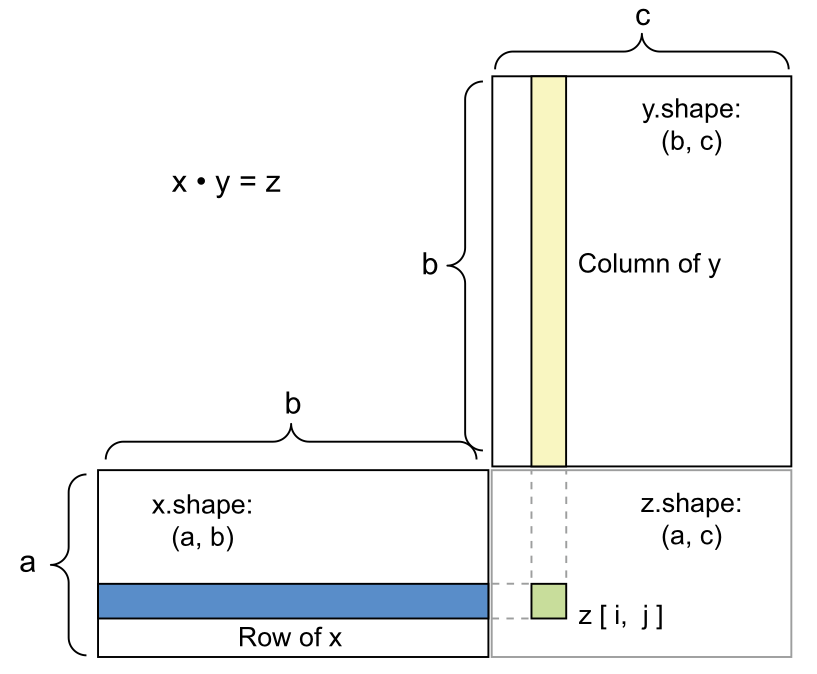 c
y.shape:
(b, c)
x • y = z
b
Column of y
b
x.shape:
(a, b)
z.shape:
(a, c)
a
z [ i, j ]
Row of x